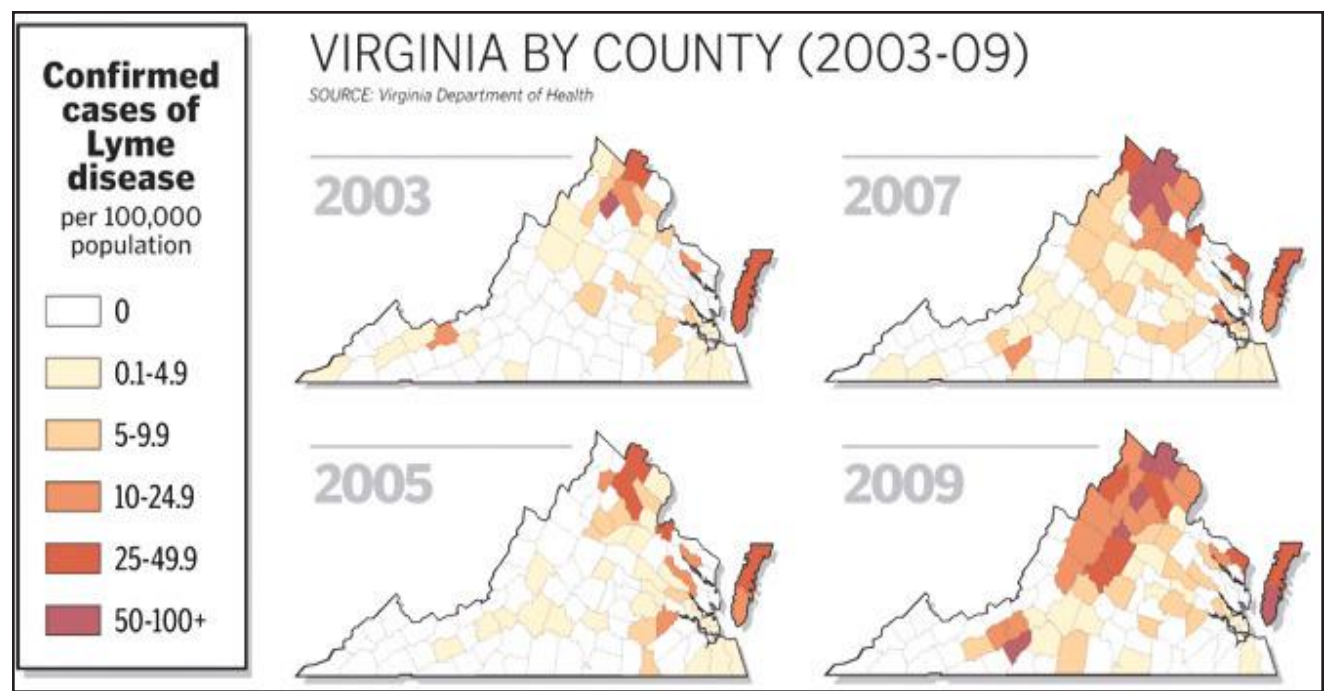 Confirmed
cases of
Lyme
disease
per 100,000
population
0
0.1-4.9
5-9.9
10-24.9
25-49.9
50-100+
VIRGINIA BY COUNTY (2003-09)
SOURCE: Virginia Department of Health
2003
2007
2005
2009